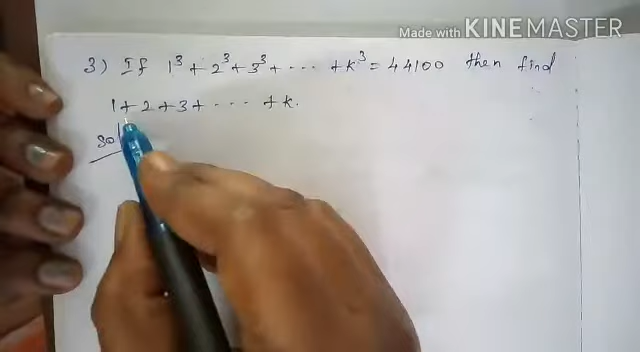 Made with KINEMASTER
3) If 1³ + 2³ + 3³ + ... + k³ = 44100 then find
1 + 2 + 3 + ... + k.
Sol